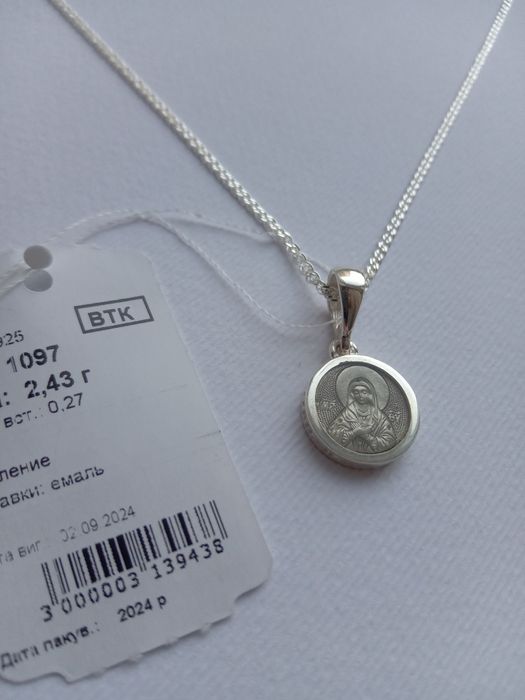 ВТК
925
1097
: 2,43 г
вст.: 0,27
ление
авки: емаль
та виг.: 02.09.2024
3 000003 139438
Дата пакув.: 2024 р